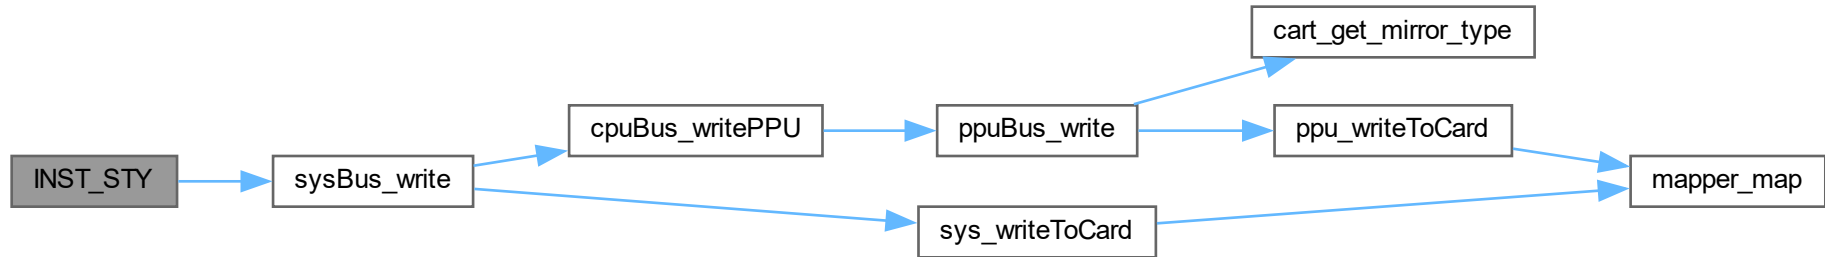 INST_STY
sysBus_write
cpuBus_writePPU
ppuBus_write
cart_get_mirror_type
ppu_writeToCard
mapper_map
sys_writeToCard